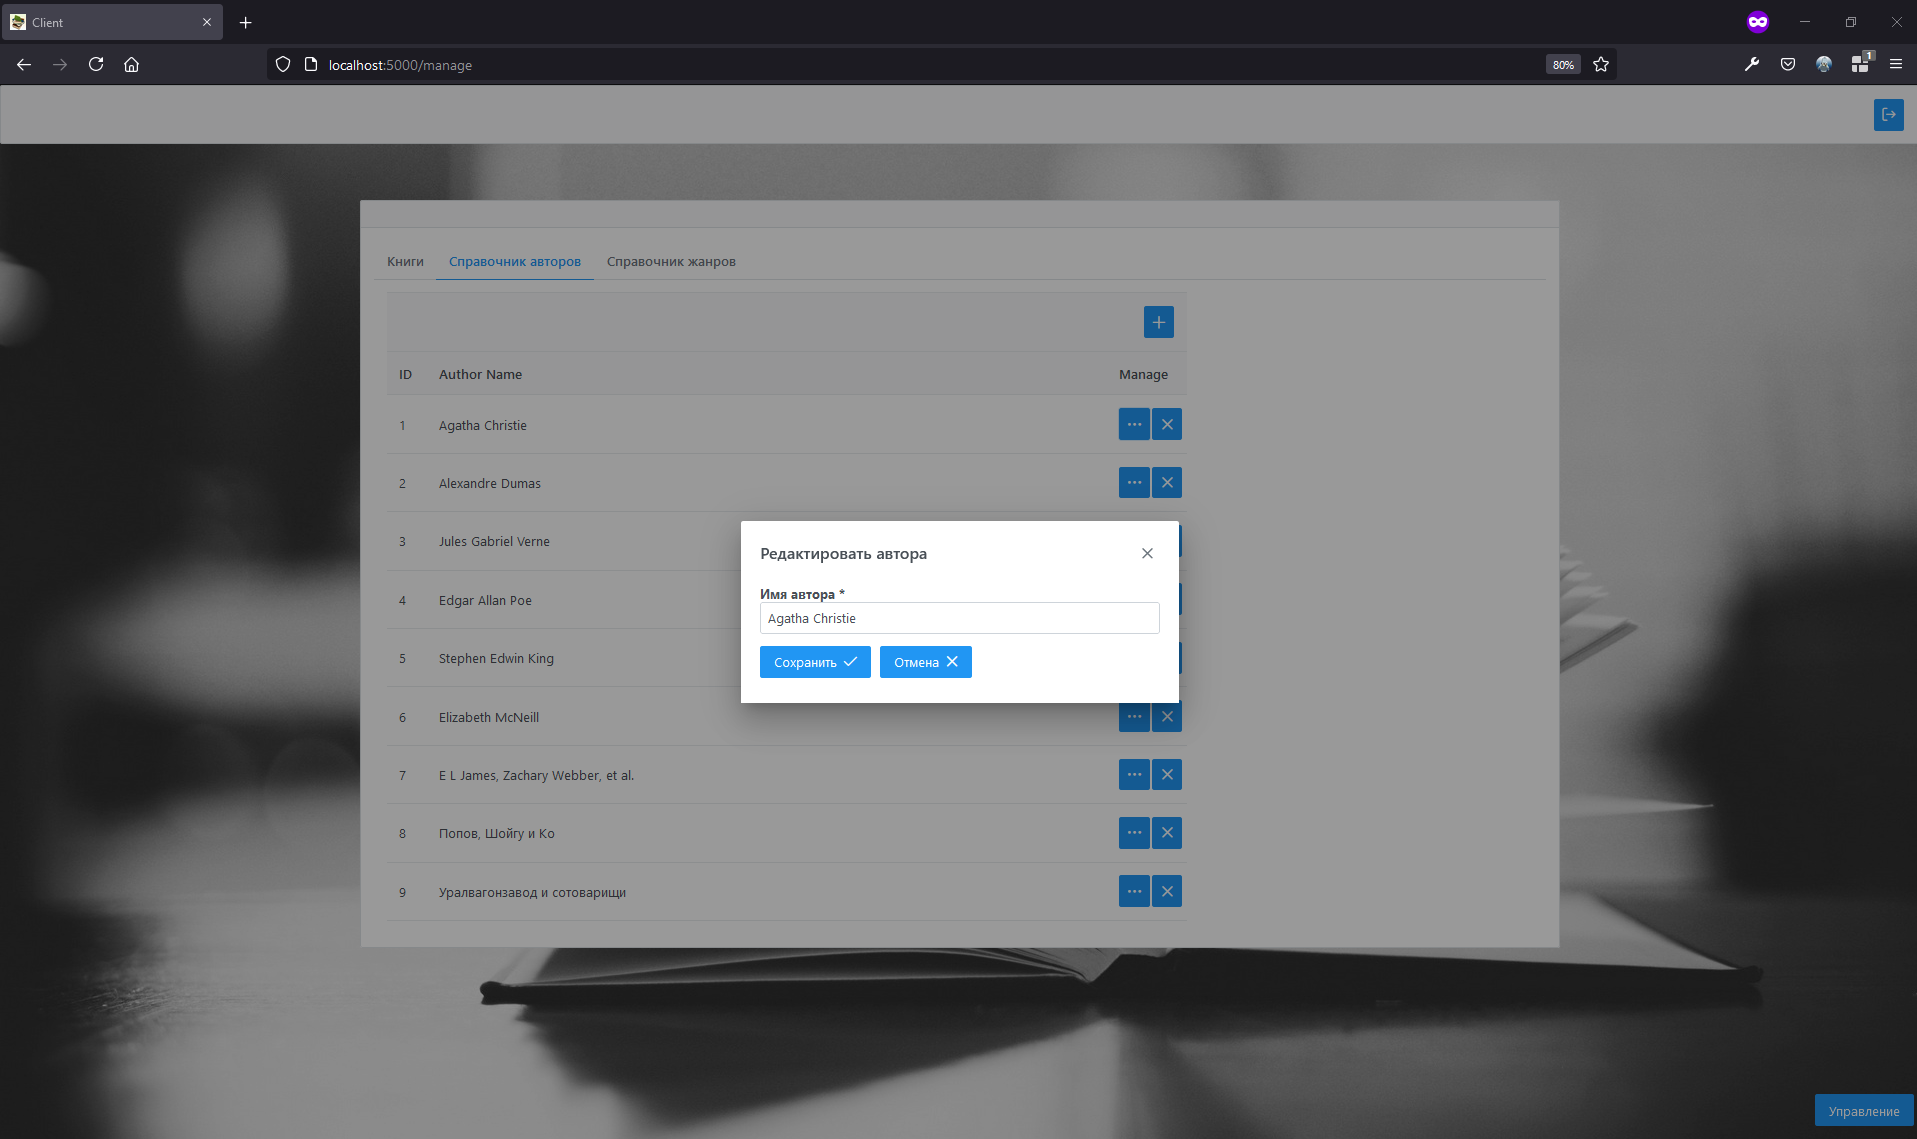 Client
localhost:5000/manage
80%
1
Книги Справочник авторов Справочник жанров
ID Author Name Manage
1 Agatha Christie
2 Alexandre Dumas
3 Jules Gabriel Verne
4 Edgar Allan Poe
5 Stephen Edwin King
6 Elizabeth McNeill
7 E L James, Zachary Webber, et al.
8 Попов, Шойгу и Ко
9 Уралвагонзавод и сотоварищи
Редактировать автора
Имя автора *
Agatha Christie
Сохранить Отмена
Управление